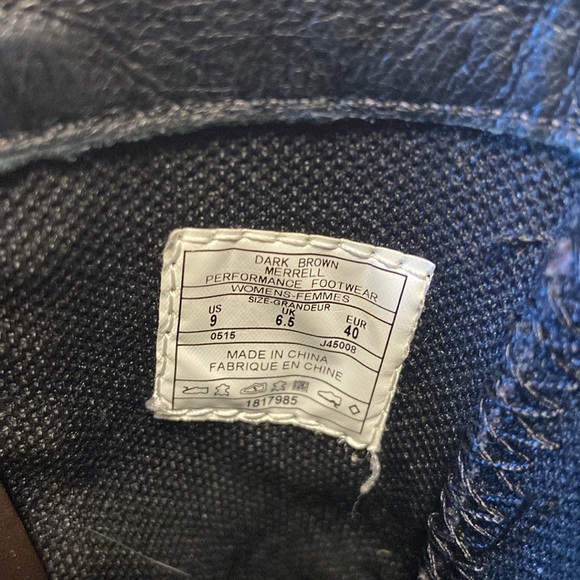 DARK BROWN
MERRELL
PERFORMANCE FOOTWEAR
WOMENS-FEMMES
SIZE-GRANDEUR
US UK EUR
9 6.5 40
0515 J45008
MADE IN CHINA
FABRIQUE EN CHINE
1817985